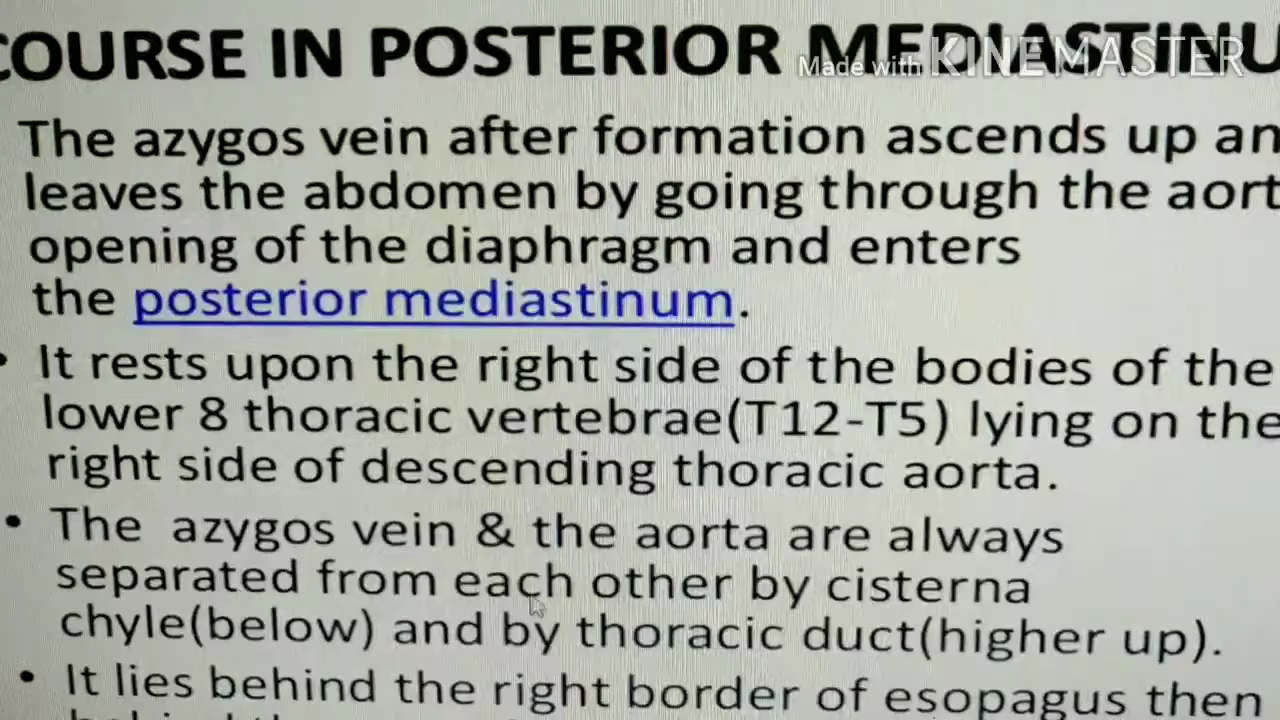 COURSE IN POSTERIOR MEDIASTINU
Made with KINEMASTER
The azygos vein after formation ascends up an
leaves the abdomen by going through the aort
opening of the diaphragm and enters
the posterior mediastinum.
• It rests upon the right side of the bodies of the
lower 8 thoracic vertebrae(T12-T5) lying on the
right side of descending thoracic aorta.
• The azygos vein & the aorta are always
separated from each other by cisterna
chyle(below) and by thoracic duct(higher up).
• It lies behind the right border of esopagus then